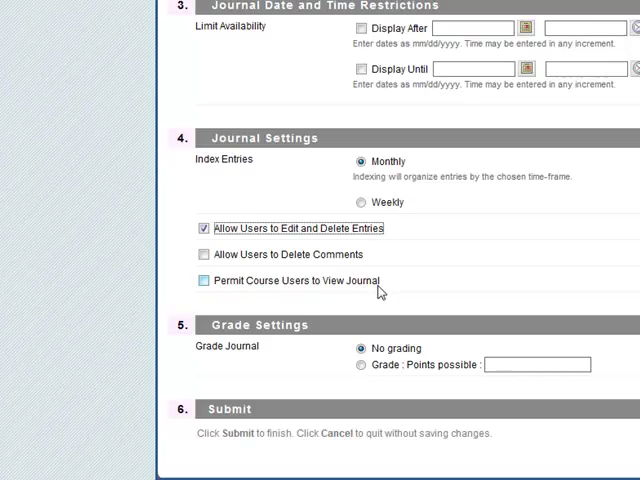 3. Journal Date and Time Restrictions
Limit Availability
Display After
Enter dates as mm/dd/yyyy. Time may be entered in any increment.
Display Until
Enter dates as mm/dd/yyyy. Time may be entered in any increment.
4. Journal Settings
Index Entries
Monthly
Indexing will organize entries by the chosen time-frame.
Weekly
Allow Users to Edit and Delete Entries
Allow Users to Delete Comments
Permit Course Users to View Journal
5. Grade Settings
Grade Journal
No grading
Grade : Points possible :
6. Submit
Click Submit to finish. Click Cancel to quit without saving changes.